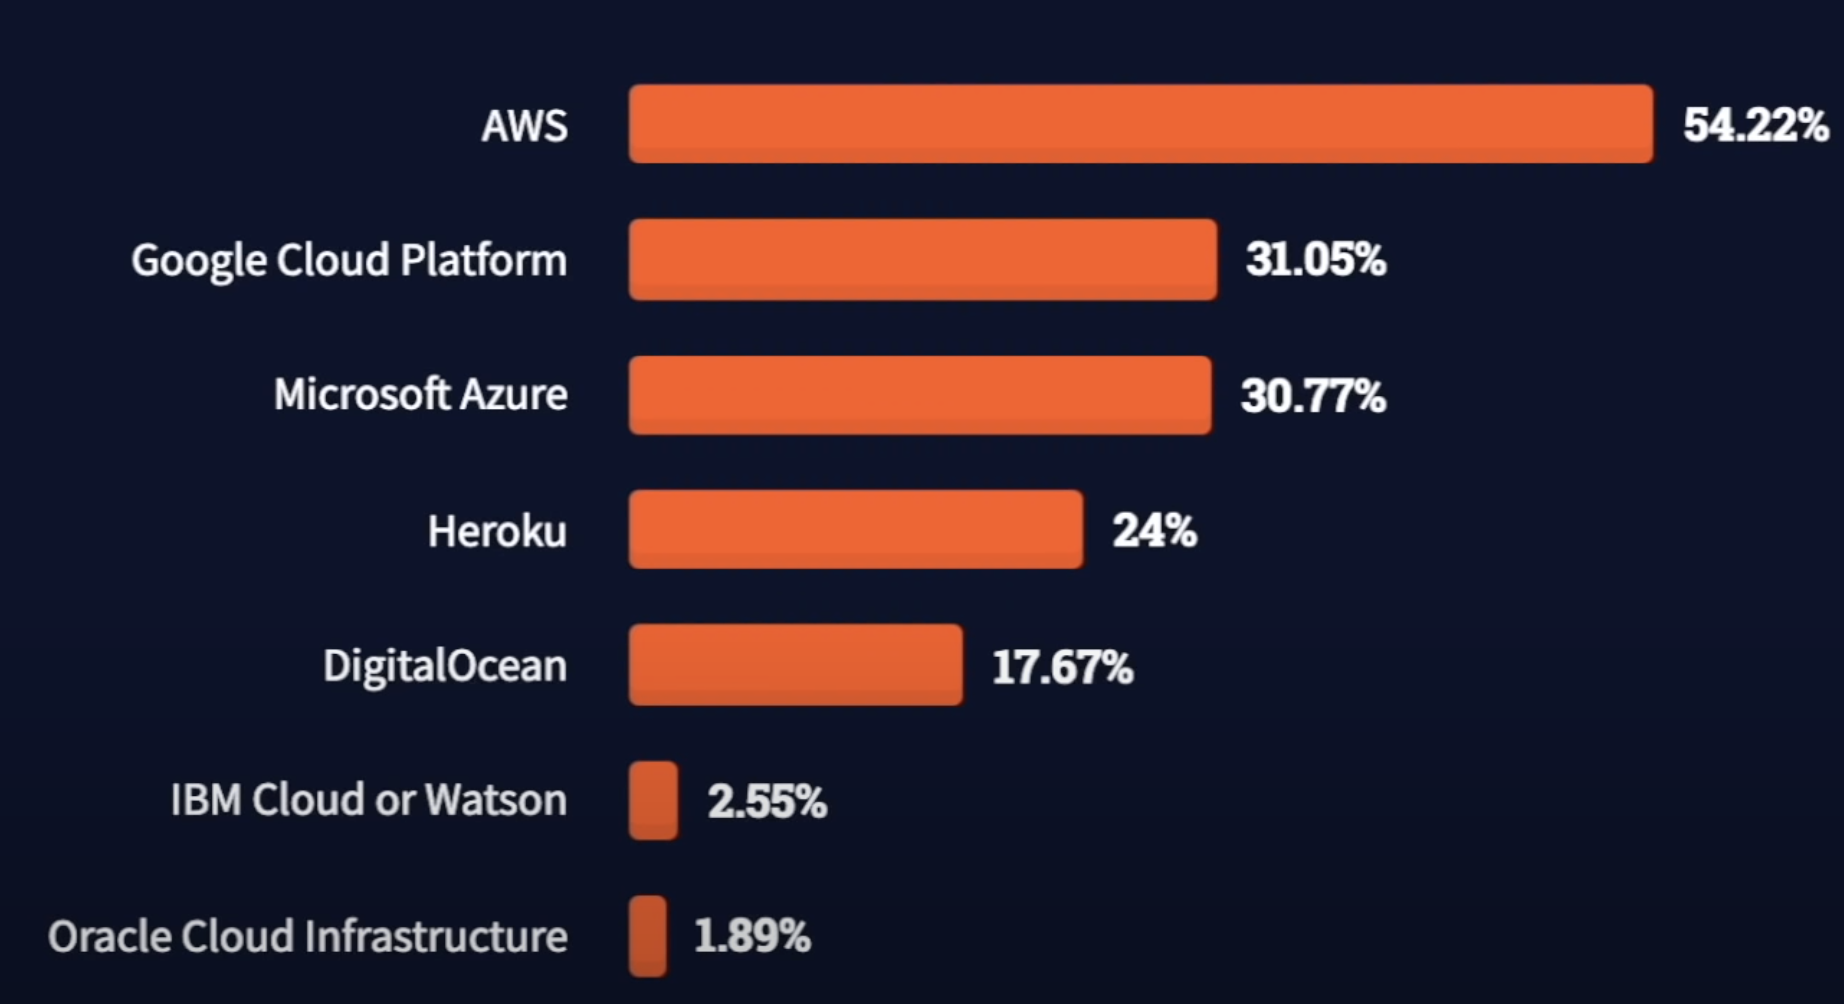 AWS 54.22%
Google Cloud Platform 31.05%
Microsoft Azure 30.77%
Heroku 24%
DigitalOcean 17.67%
IBM Cloud or Watson 2.55%
Oracle Cloud Infrastructure 1.89%